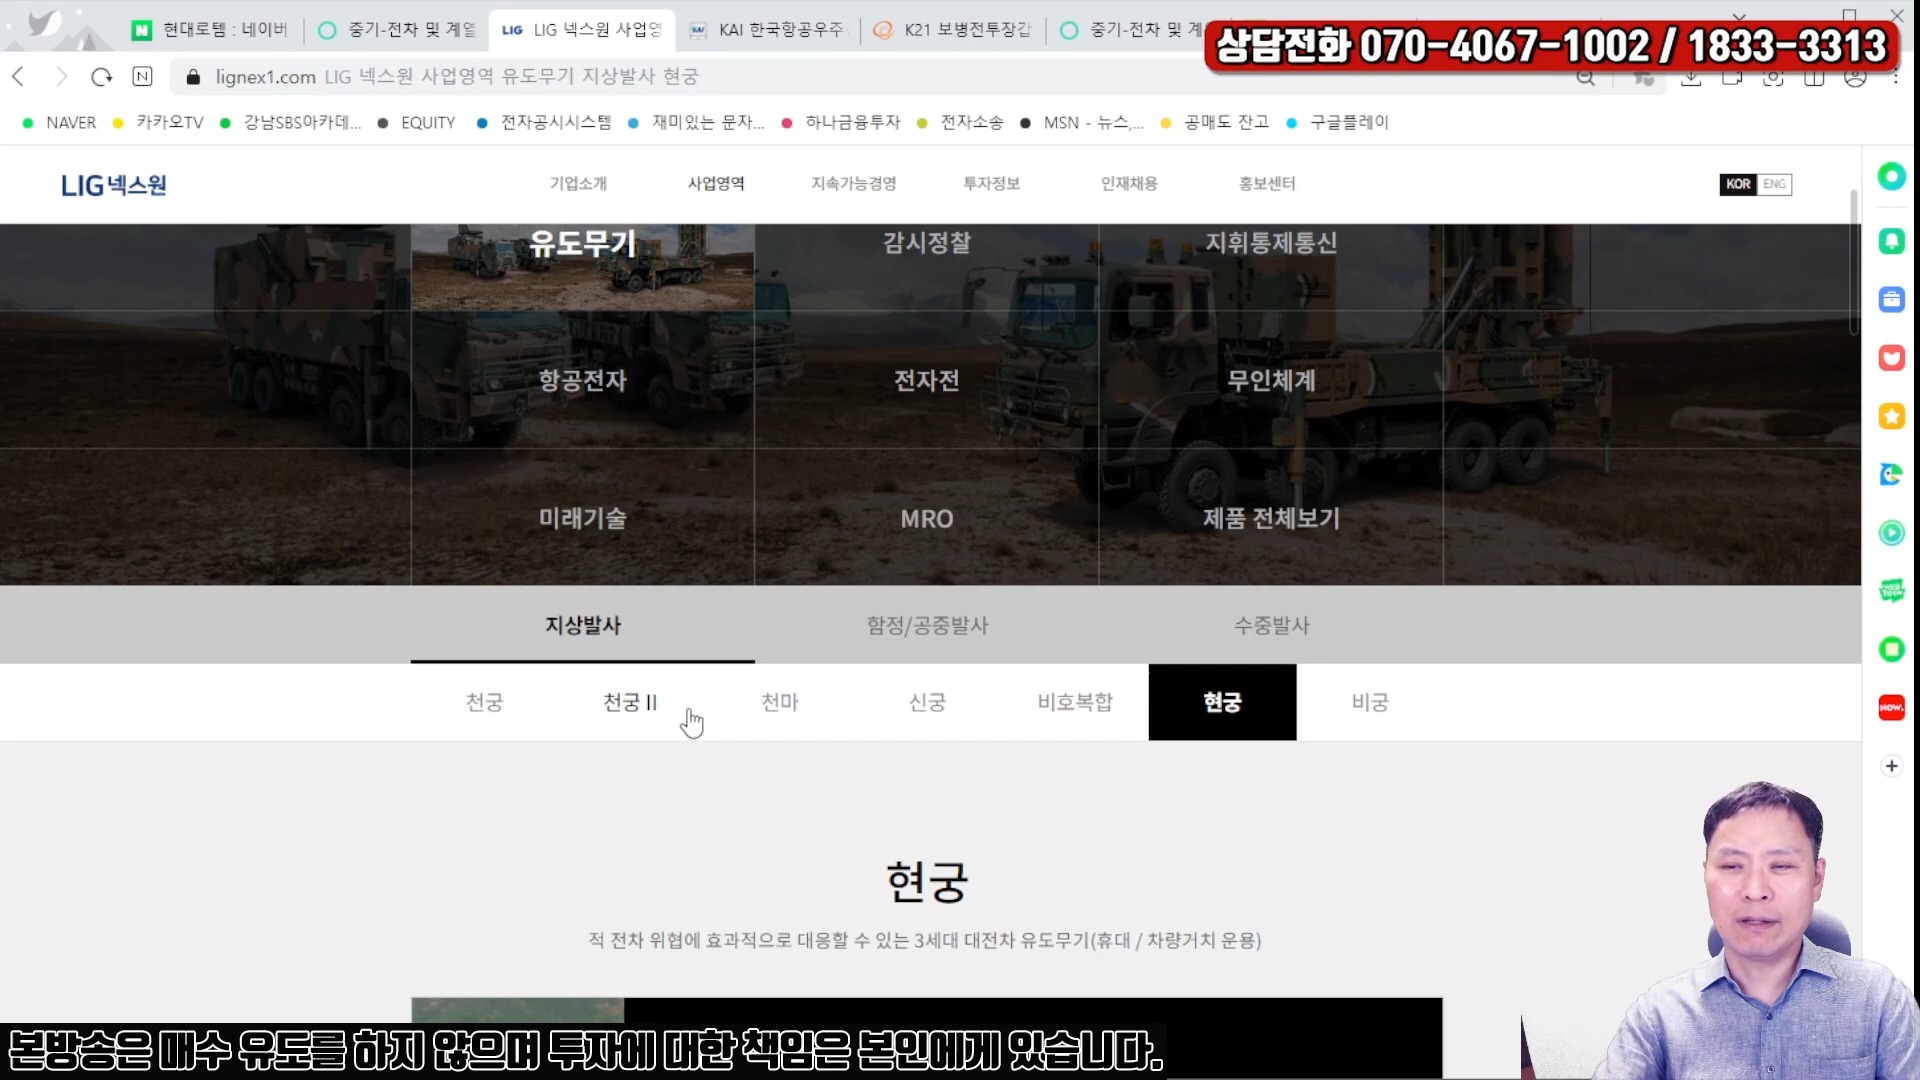 현대로템 : 네이버
중기-전차 및 계열
LIG 넥스원 사업영
KAI 한국항공우주
K21 보병전투장갑
중기-전차 및 계
상담전화 070-4067-1002 / 1833-3313
lignex1.com LIG 넥스원 사업영역 유도무기 지상발사 현궁
NAVER 카카오TV 강남SBS아카데... EQUITY 전자공시시스템 재미있는 문자... 하나금융투자 전자소송 MSN - 뉴스,... 공매도 잔고 구글플레이
LIG 넥스원
기업소개 사업영역 지속가능경영 투자정보 인재채용 홍보센터
KOR ENG
유도무기 감시정찰 지휘통제통신
항공전자 전자전 무인체계
미래기술 MRO 제품 전체보기
지상발사 함정/공중발사 수중발사
천궁 천궁 II 천마 신궁 비호복합 현궁 비궁
NOW.
현궁
적 전차 위협에 효과적으로 대응할 수 있는 3세대 대전차 유도무기(휴대 / 차량거치 운용)
본방송은 매수 유도를 하지 않으며 투자에 대한 책임은 본인에게 있습니다.